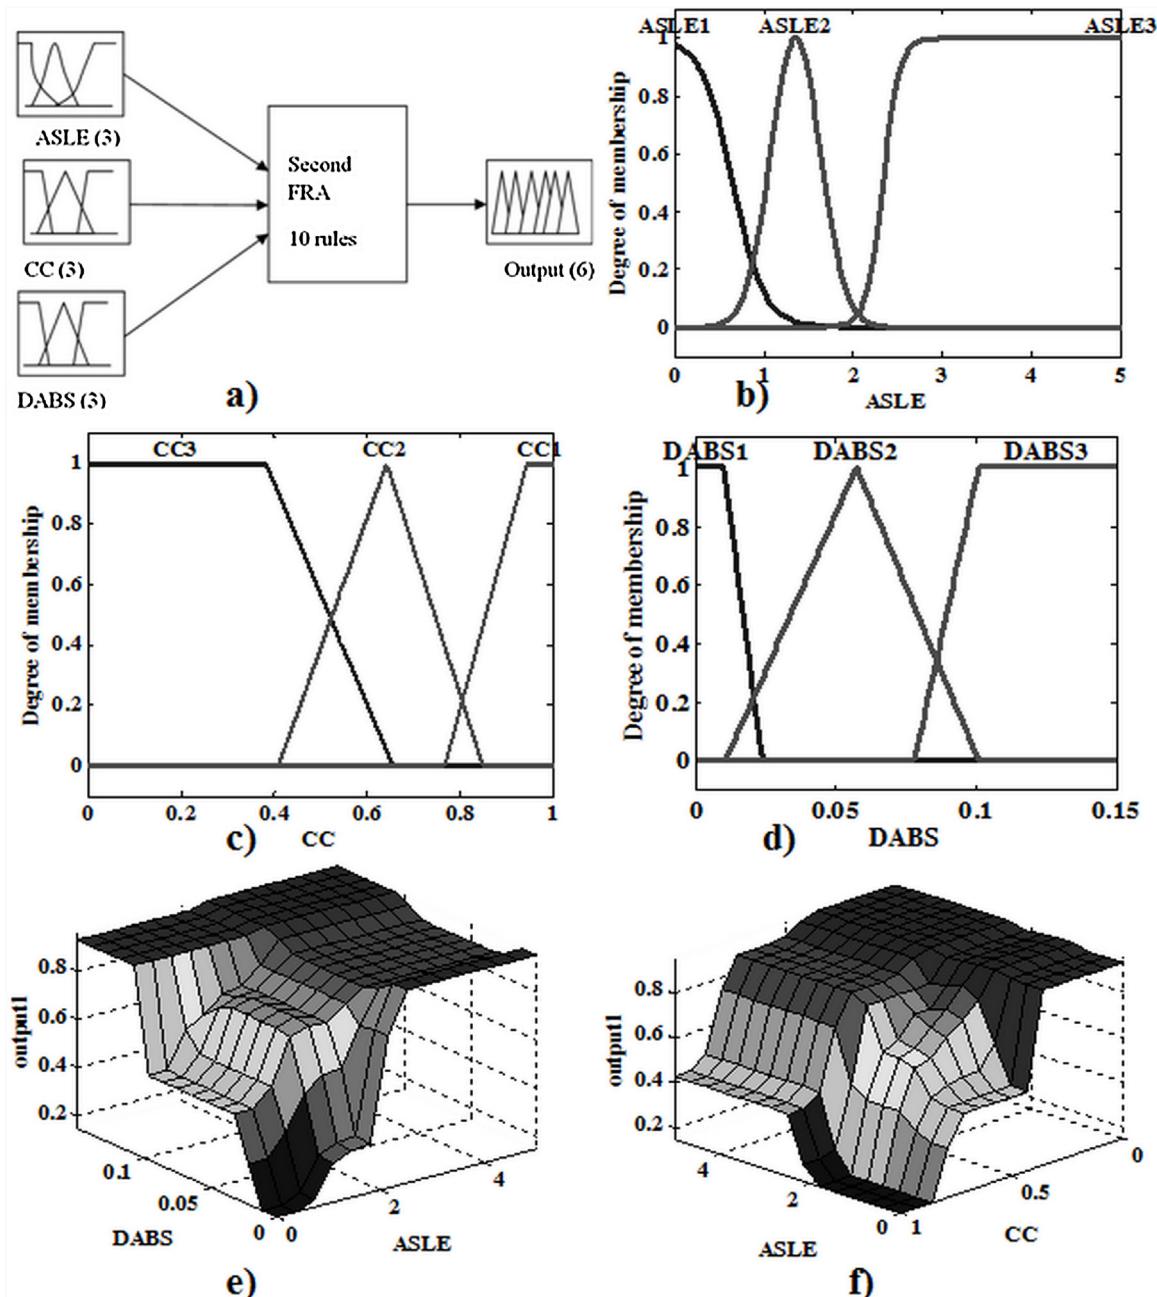 ASLE (3)
CC (3)
DABS (3)
Second
FRA
10 rules
Output (6)
a)
ASLE1 ASLE2 ASLE3
1
0.8
0.6
0.4
0.2
0
Degree of membership
0 1 2 3 4 5
ASLE
b)
CC3 CC2 CC1
1
0.8
0.6
0.4
0.2
0
Degree of membership
0 0.2 0.4 0.6 0.8 1
CC
c)
DABS1 DABS2 DABS3
1
0.8
0.6
0.4
0.2
0
Degree of membership
0 0.05 0.1 0.15
DABS
d)
0.8
0.6
0.4
0.2
output1
0.1
0.05
0
DABS
0
2
4
ASLE
e)
0.8
0.6
0.4
0.2
output1
4
2
0
ASLE
1
0.5
0
CC
f)